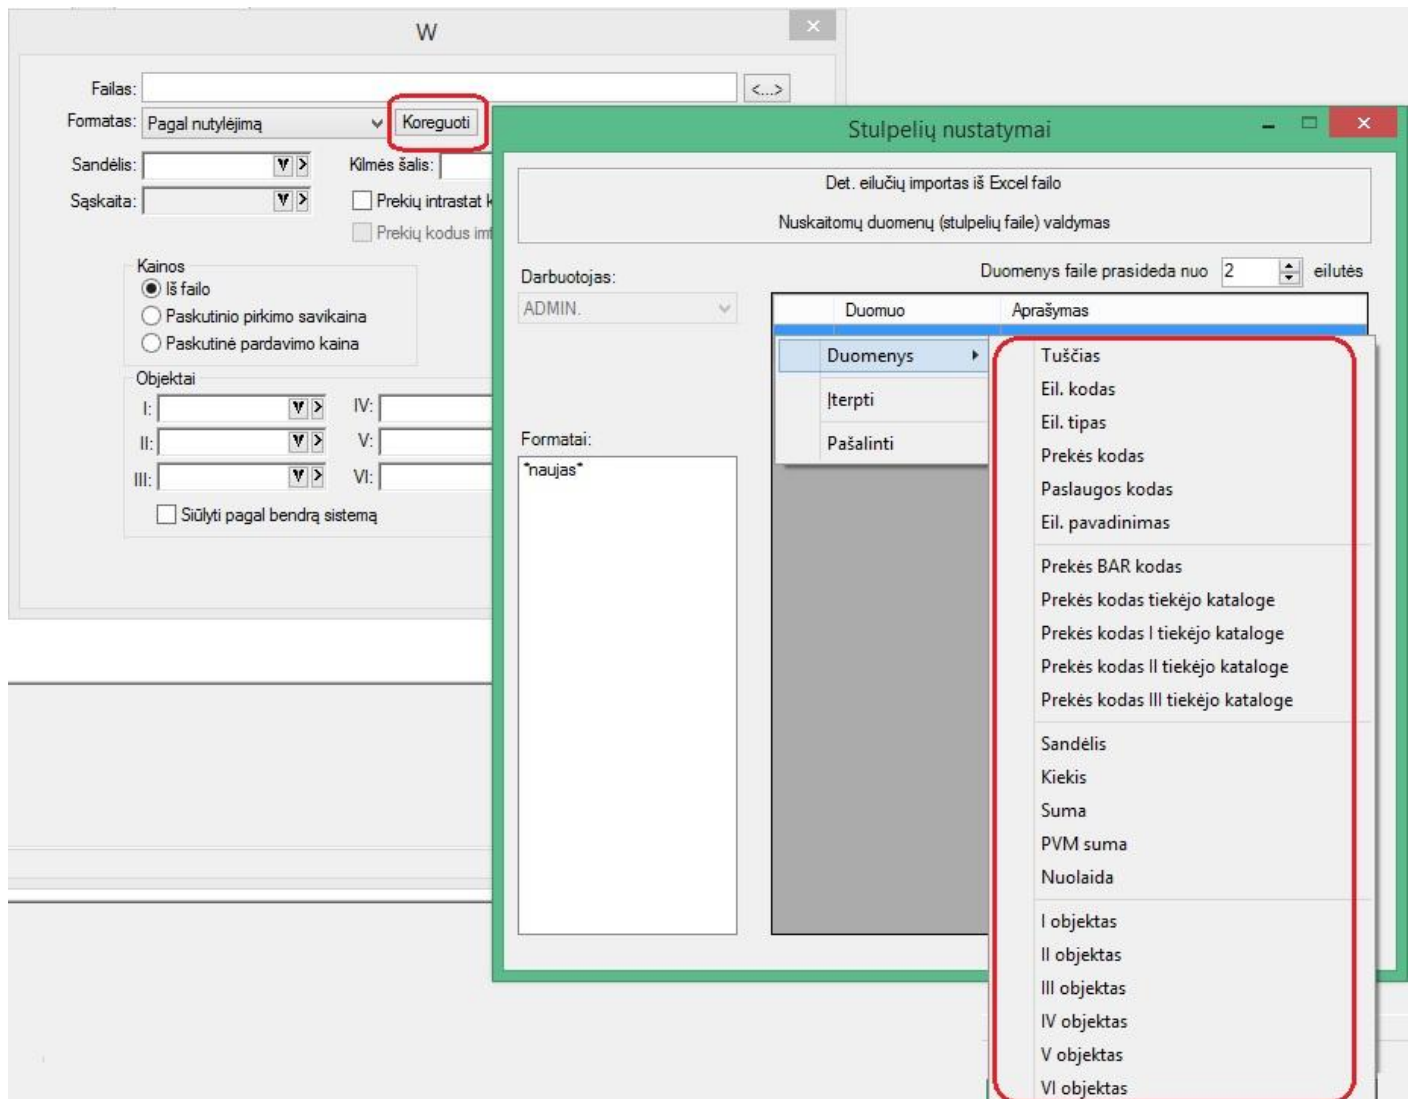 W
Failas:
<...>
Formatas: Pagal nutylėjimą Koreguoti
Sandėlis: Kilmės šalis:
Sąskaita: Prekių intrastat k
Prekių kodus imt
Kainos
Iš failo
Paskutinio pirkimo savikaina
Paskutinė pardavimo kaina
Objektai
I: IV:
II: V:
III: VI:
Siūlyti pagal bendrą sistemą
Stulpelių nustatymai
Det. eilučių importas iš Excel failo
Nuskaitomų duomenų (stulpelių faile) valdymas
Darbuotojas:
ADMIN.
Duomenys faile prasideda nuo 2 eilutės
Duomuo Aprašymas
Formatai:
*naujas*
Duomenys
Įterpti
Pašalinti
Tuščias
Eil. kodas
Eil. tipas
Prekės kodas
Paslaugos kodas
Eil. pavadinimas
Prekės BAR kodas
Prekės kodas tiekėjo kataloge
Prekės kodas I tiekėjo kataloge
Prekės kodas II tiekėjo kataloge
Prekės kodas III tiekėjo kataloge
Sandėlis
Kiekis
Suma
PVM suma
Nuolaida
I objektas
II objektas
III objektas
IV objektas
V objektas
VI objektas